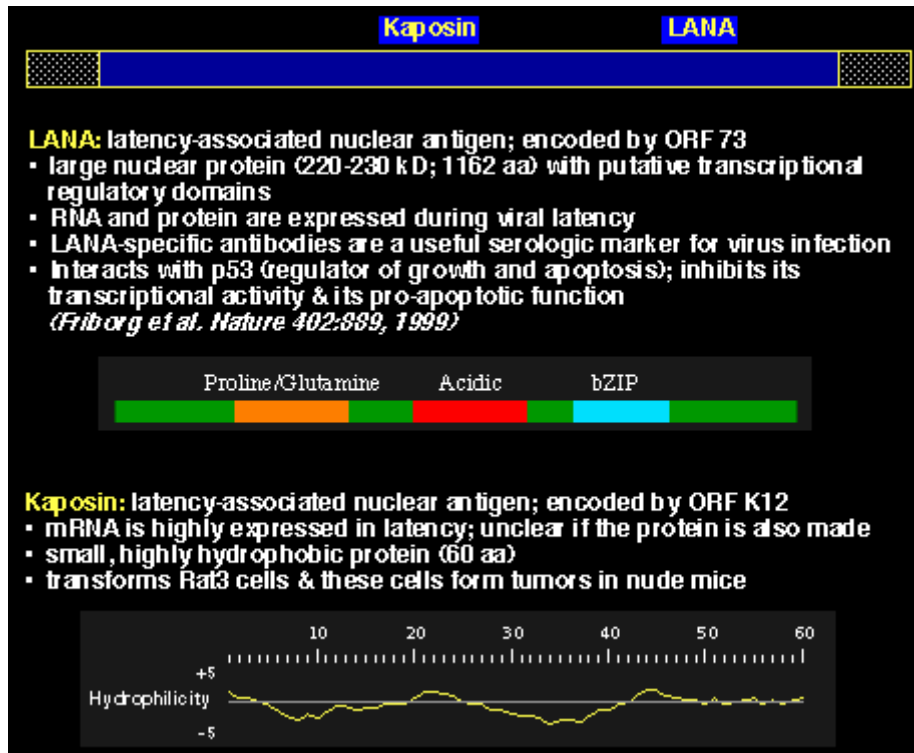 Kaposin LANA
LANA: latency-associated nuclear antigen; encoded by ORF 73
• large nuclear protein (220-230 kD; 1162 aa) with putative transcriptional
regulatory domains
• RNA and protein are expressed during viral latency
• LANA-specific antibodies are a useful serologic marker for virus infection
• Interacts with p53 (regulator of growth and apoptosis); inhibits its
transcriptional activity & its pro-apoptotic function
(Friborg et al. Nature 402:889, 1999)
Proline/Glutamine Acidic bZIP
Kaposin: latency-associated nuclear antigen; encoded by ORF K12
• mRNA is highly expressed in latency; unclear if the protein is also made
• small, highly hydrophobic protein (60 aa)
• transforms Rat3 cells & these cells form tumors in nude mice
10 20 30 40 50 60
+5
Hydrophilicity
-5